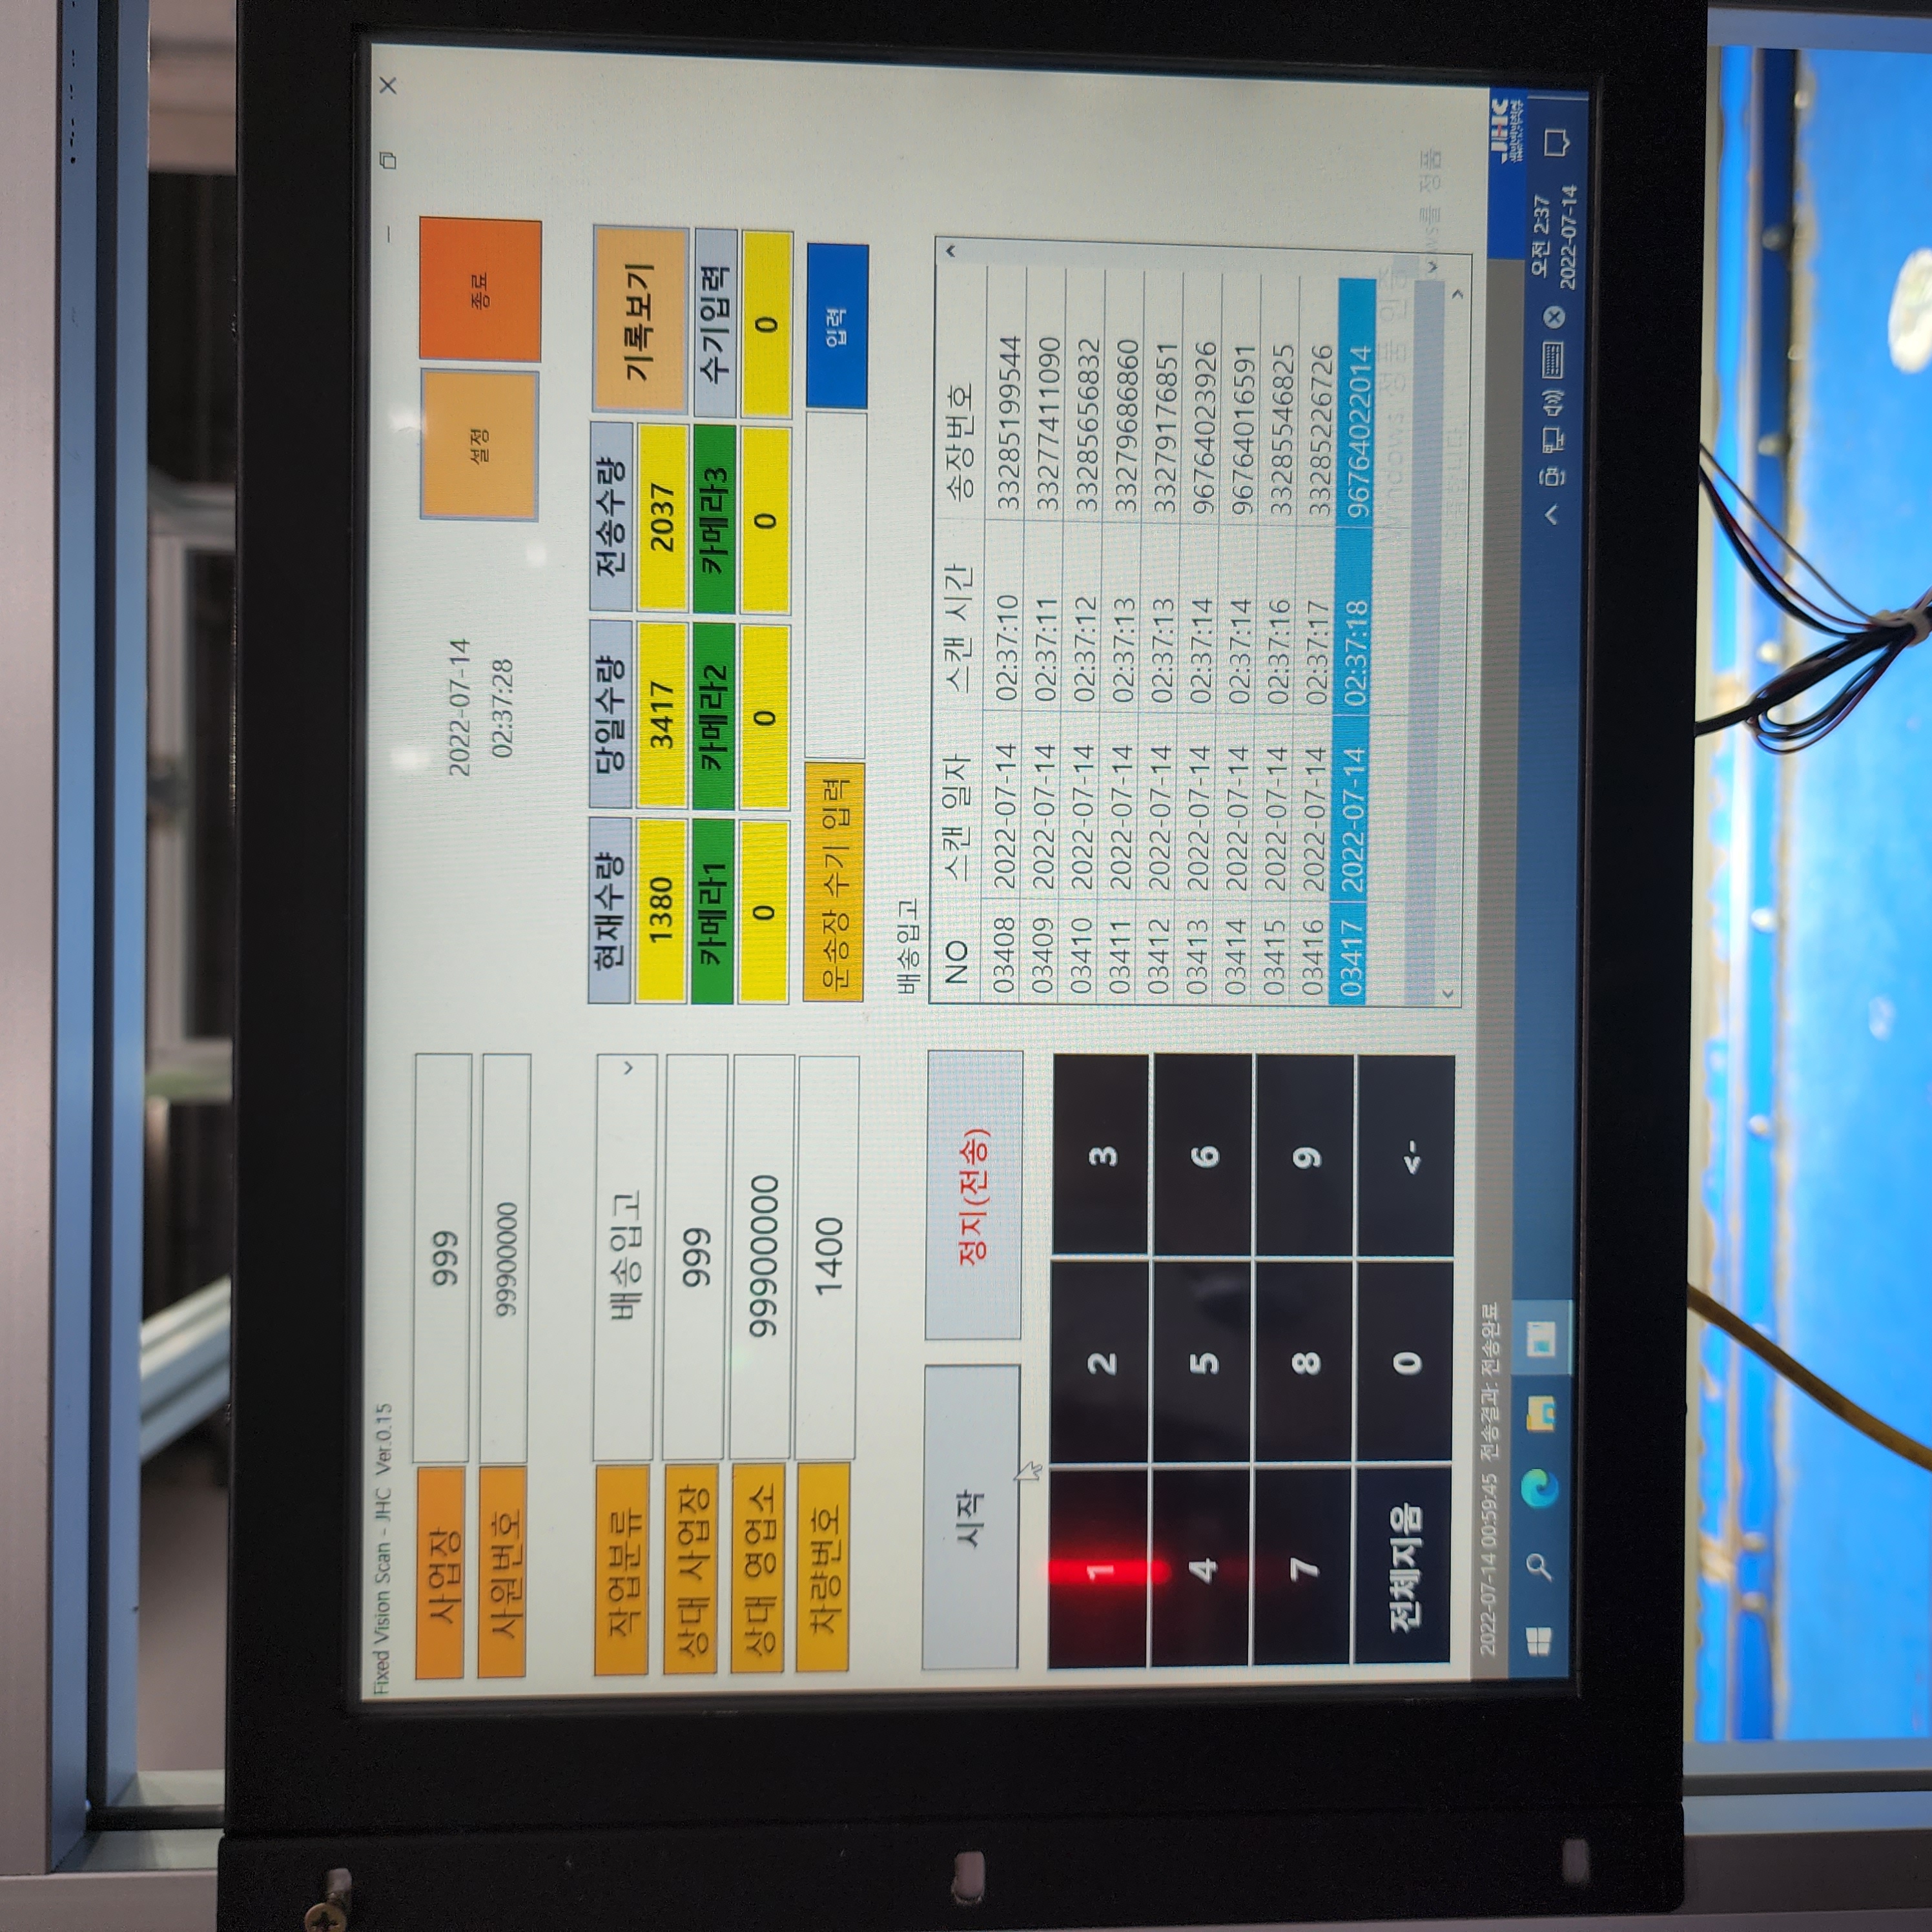 Fixed Vision Scan - JHC Ver.0.15
사업장 999
사원번호 99900000
2022-07-14
02:37:28
설정
종료
작업분류 배송입고
상대 사업장 999
상대 영업소 99900000
차량번호 1400
현재수량 당일수량 전송수량 기록보기
1380 3417 2037
카메라1 카메라2 카메라3 수기입력
0 0 0 0
운송장 수기 입력 입력
시작 정지(전송)
1 2 3
4 5 6
7 8 9
전체지움 0 <-
배송입고
NO 스캔 일자 스캔 시간 송장번호
03408 2022-07-14 02:37:10 33285199544
03409 2022-07-14 02:37:11 33277411090
03410 2022-07-14 02:37:12 33285656832
03411 2022-07-14 02:37:13 33279686860
03412 2022-07-14 02:37:13 33279176851
03413 2022-07-14 02:37:14 96764023926
03414 2022-07-14 02:37:14 96764016591
03415 2022-07-14 02:37:16 33285546825
03416 2022-07-14 02:37:17 33285226726
03417 2022-07-14 02:37:18 96764022014
Windows 정품 인증
ws를 정품
2022-07-14 00:59:45 전송결과: 전송완료
JHC
오전 2:37
2022-07-14